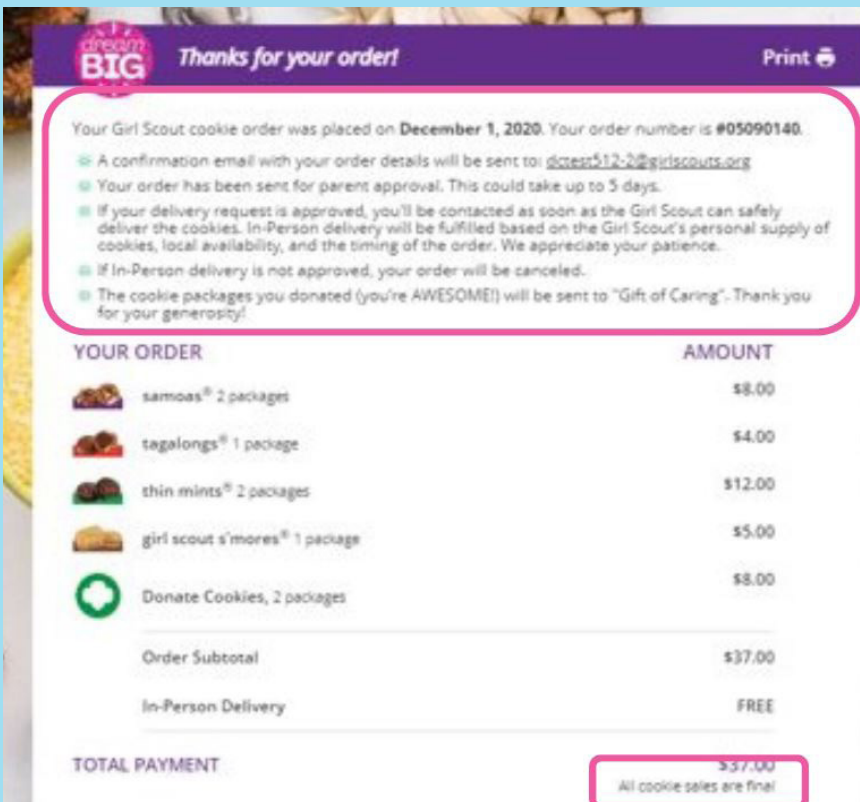 dream
BIG
Thanks for your order!
Print
Your Girl Scout cookie order was placed on December 1, 2020. Your order number is #05090140.
A confirmation email with your order details will be sent to: dctest512-2@girlscouts.org
Your order has been sent for parent approval. This could take up to 5 days.
If your delivery request is approved, you'll be contacted as soon as the Girl Scout can safely
deliver the cookies. In-Person delivery will be fulfilled based on the Girl Scout's personal supply of
cookies, local availability, and the timing of the order. We appreciate your patience.
If In-Person delivery is not approved, your order will be canceled.
The cookie packages you donated (you're AWESOME!) will be sent to "Gift of Caring". Thank you
for your generosity!
YOUR ORDER AMOUNT
samoas® 2 packages $8.00
tagalongs® 1 package $4.00
thin mints® 2 packages $12.00
girl scout s'mores® 1 package $5.00
Donate Cookies, 2 packages $8.00
Order Subtotal $37.00
In-Person Delivery FREE
TOTAL PAYMENT $37.00
All cookie sales are final